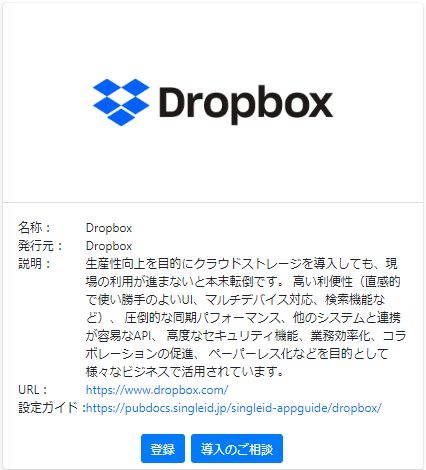 Dropbox
名称： Dropbox
発行元： Dropbox
説明： 生産性向上を目的にクラウドストレージを導入しても、現
場の利用が進まないと本末転倒です。 高い利便性（直感的
で使い勝手のよいUI、マルチデバイス対応、検索機能な
ど）、 圧倒的な同期パフォーマンス、他のシステムと連携
が容易なAPI、 高度なセキュリティ機能、業務効率化、コラ
ボレーションの促進、 ペーパーレス化などを目的として
様々なビジネスで活用されています。
URL： https://www.dropbox.com/
設定ガイド：https://pubdocs.singleid.jp/singleid-appguide/dropbox/
登録 導入のご相談